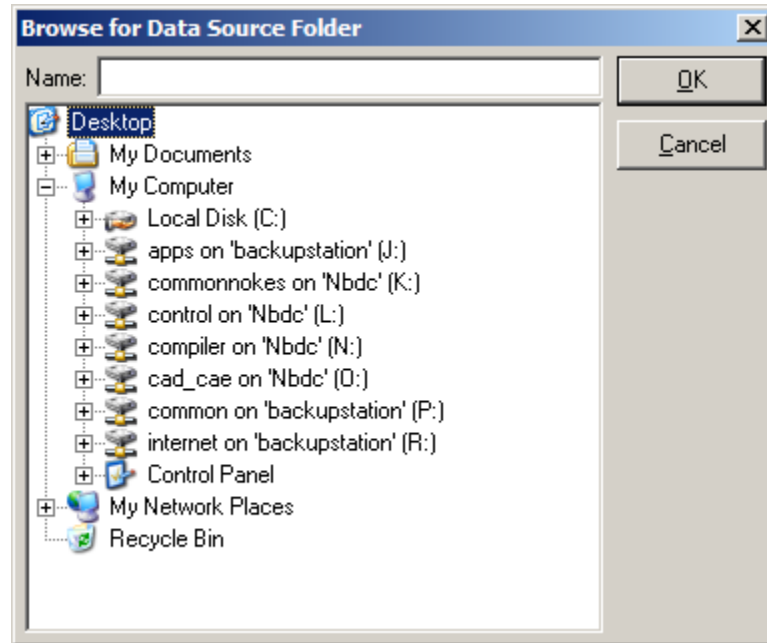 Browse for Data Source Folder
Name:
OK
Desktop
Cancel
My Documents
My Computer
Local Disk (C:)
apps on 'backupstation' (J:)
commonnokes on 'Nbdc' (K:)
control on 'Nbdc' (L:)
compiler on 'Nbdc' (N:)
cad_cae on 'Nbdc' (O:)
common on 'backupstation' (P:)
internet on 'backupstation' (R:)
Control Panel
My Network Places
Recycle Bin